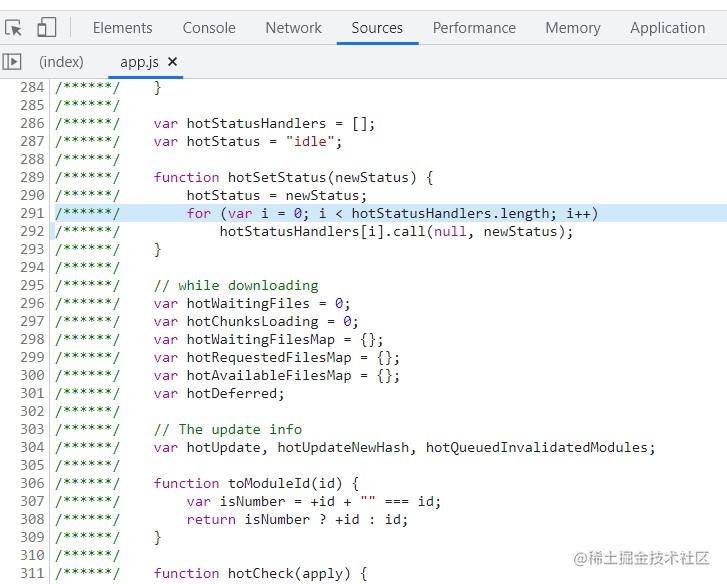 Elements Console Network Sources Performance Memory Application
(index) app.js ×
284 /******/ }
285 /******/
286 /******/ var hotStatusHandlers = [];
287 /******/ var hotStatus = "idle";
288 /******/
289 /******/ function hotSetStatus(newStatus) {
290 /******/ hotStatus = newStatus;
291 /******/ for (var i = 0; i < hotStatusHandlers.length; i++)
292 /******/ hotStatusHandlers[i].call(null, newStatus);
293 /******/ }
294 /******/
295 /******/ // while downloading
296 /******/ var hotWaitingFiles = 0;
297 /******/ var hotChunksLoading = 0;
298 /******/ var hotWaitingFilesMap = {};
299 /******/ var hotRequestedFilesMap = {};
300 /******/ var hotAvailableFilesMap = {};
301 /******/ var hotDeferred;
302 /******/
303 /******/ // The update info
304 /******/ var hotUpdate, hotUpdateNewHash, hotQueuedInvalidatedModules;
305 /******/
306 /******/ function toModuleId(id) {
307 /******/ var isNumber = +id + "" === id;
308 /******/ return isNumber ? +id : id;
309 /******/ }
310 /******/
311 /******/ function hotCheck(apply) {
@稀土掘金技术社区